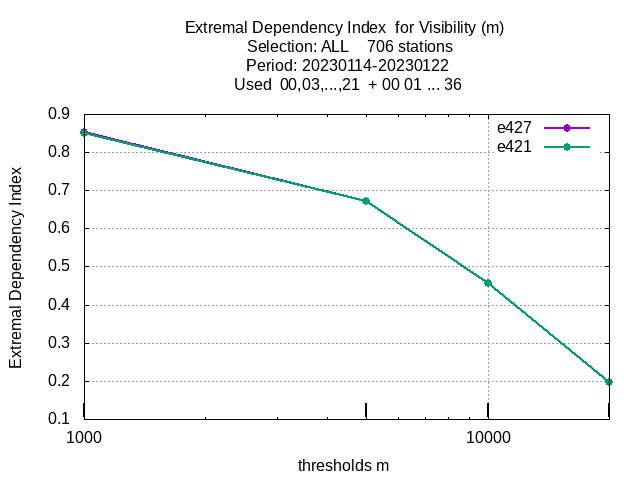 Extremal Dependency Index  for Visibility (m)
Selection: ALL    706 stations
Period: 20230114-20230122
Used  00,03,...,21  + 00 01 ... 36
e427
e421
0.9
0.8
0.7
0.6
0.5
0.4
0.3
0.2
0.1
Extremal Dependency Index
1000
10000
thresholds m